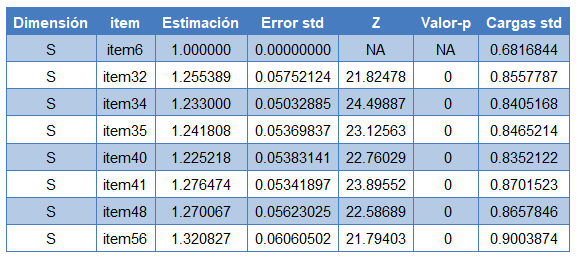 Dimensión item Estimación Error std Z Valor-p Cargas std
S item6 1.000000 0.00000000 NA NA 0.6816844
S item32 1.255389 0.05752124 21.82478 0 0.8557787
S item34 1.233000 0.05032885 24.49887 0 0.8405168
S item35 1.241808 0.05369837 23.12563 0 0.8465214
S item40 1.225218 0.05383141 22.76029 0 0.8352122
S item41 1.276474 0.05341897 23.89552 0 0.8701523
S item48 1.270067 0.05623025 22.58689 0 0.8657846
S item56 1.320827 0.06060502 21.79403 0 0.9003874